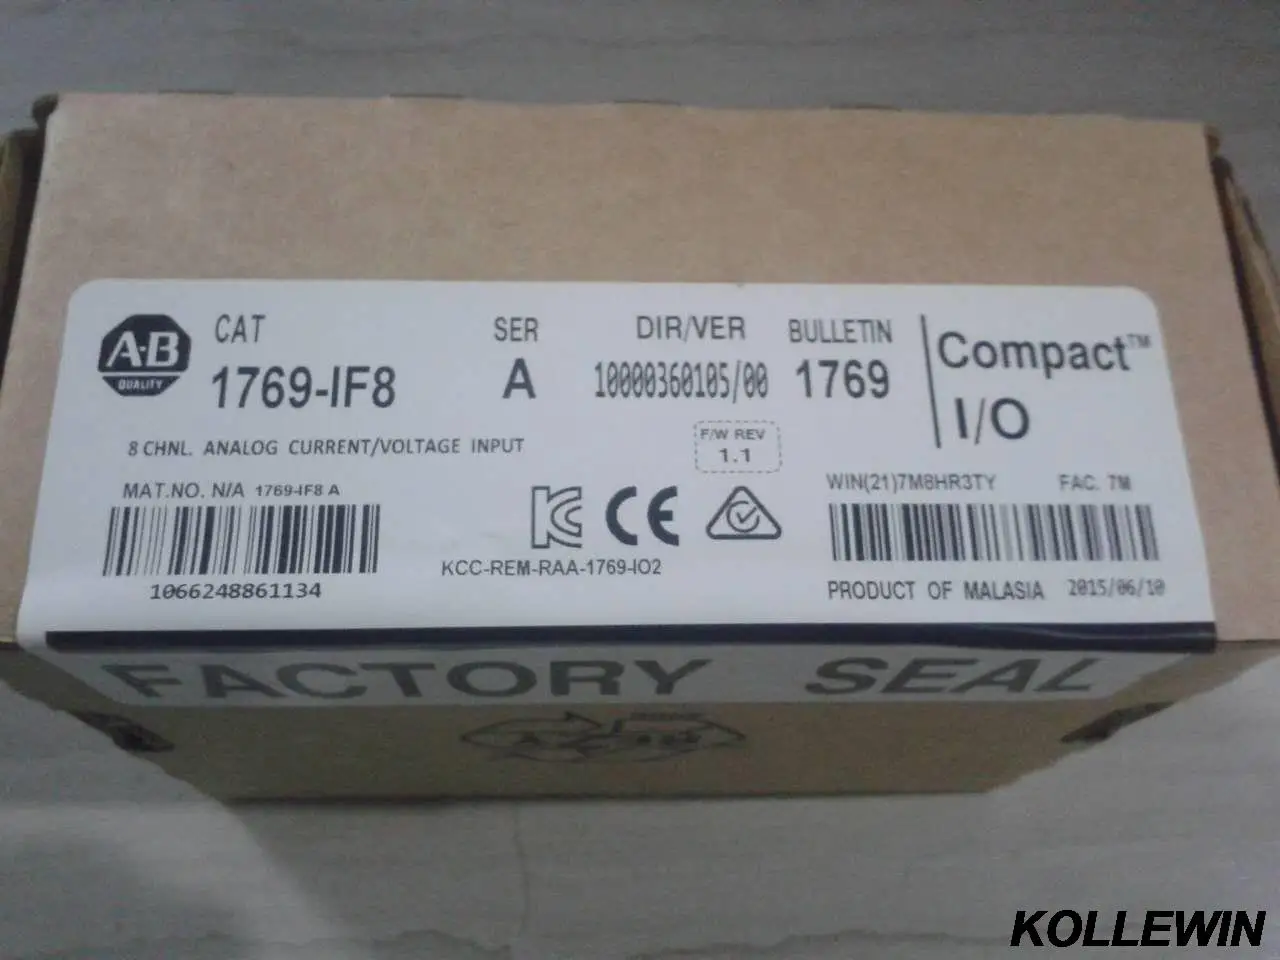 A-B
QUALITY
CAT
1769-IF8
SER
A
DIR/VER
10000360105/00
BULLETIN
1769
Compact™
I/O
8 CHNL. ANALOG CURRENT/VOLTAGE INPUT
F/W REV
1.1
MAT.NO. N/A 1769-IF8 A
1066248861134
KCC-REM-RAA-1769-IO2
WIN(21)7M8HR3TY FAC. 7M
PRODUCT OF MALASIA 2015/06/10
FACTORY SEAL
KOLLEWIN